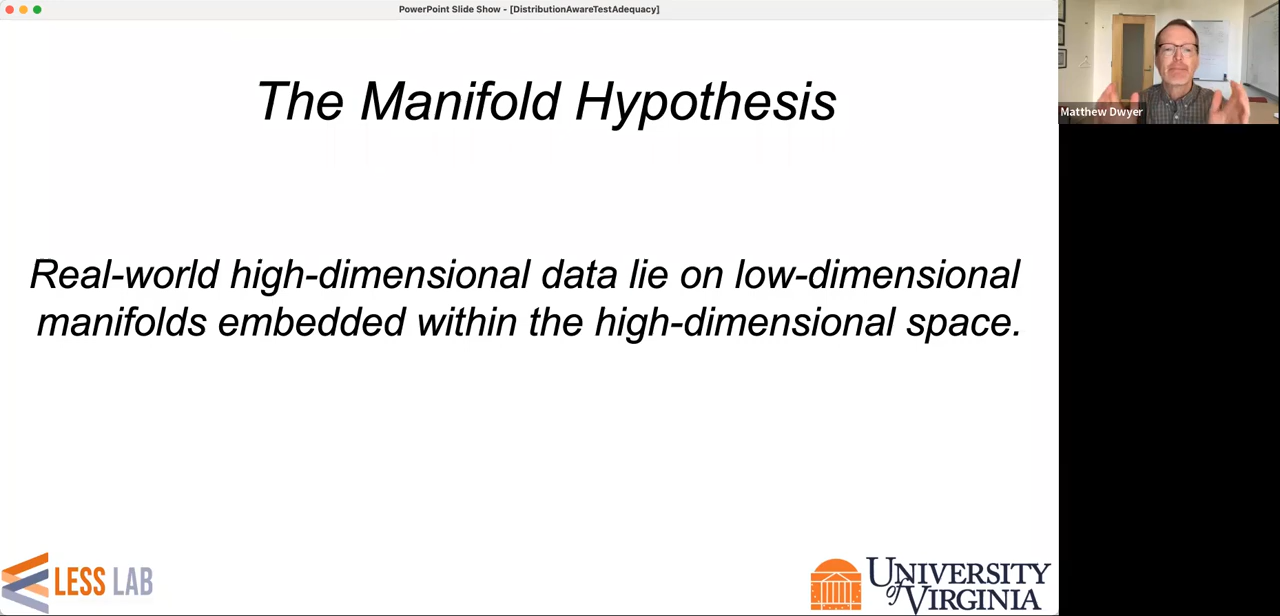 PowerPoint Slide Show - [DistributionAwareTestAdequacy]
The Manifold Hypothesis
Matthew Dwyer
Real-world high-dimensional data lie on low-dimensional
manifolds embedded within the high-dimensional space.
LESS LAB
UNIVERSITY
of VIRGINIA